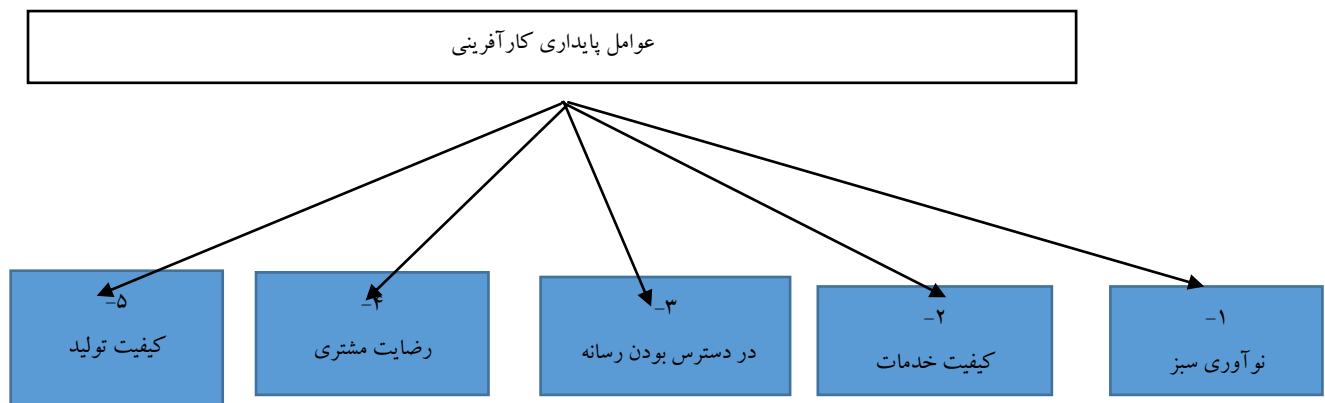 عوامل پایداری کارآفرینی
۱-
نوآوری سبز
۲-
کیفیت خدمات
۳-
در دسترس بودن رسانه
۴-
رضایت مشتری
۵-
کیفیت تولید